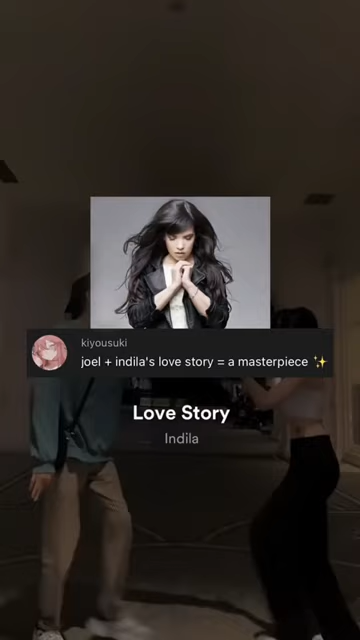 kiyousuki
joel + indila's love story = a masterpiece ✨
Love Story
Indila